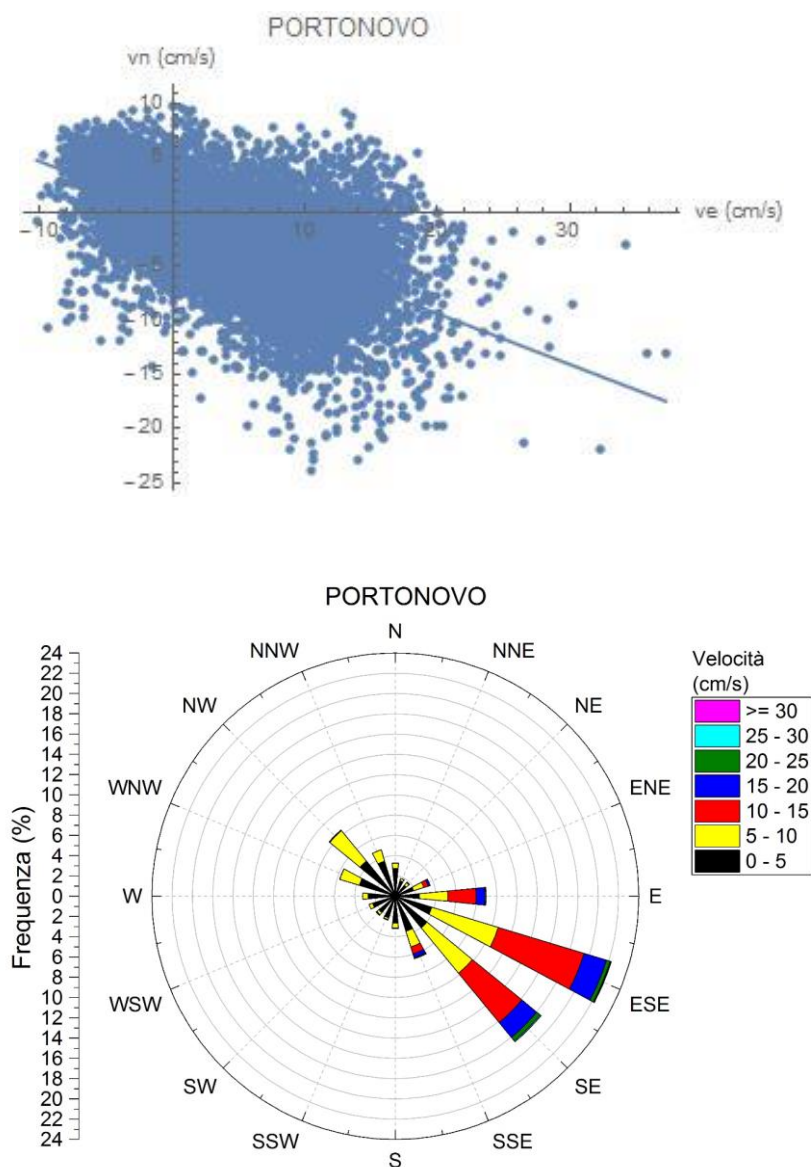 PORTONOVO
vn (cm/s)
10
5
-10
10
20
30
ve (cm/s)
-5
-10
-15
-20
-25
PORTONOVO
N
NNW
NNE
NW
NE
WNW
ENE
W
E
WSW
ESE
SW
SE
SSW
SSE
S
Frequenza (%)
24
22
20
18
16
14
12
10
8
6
4
2
0
2
4
6
8
10
12
14
16
18
20
22
24
Velocità
(cm/s)
>= 30
25 - 30
20 - 25
15 - 20
10 - 15
5 - 10
0 - 5